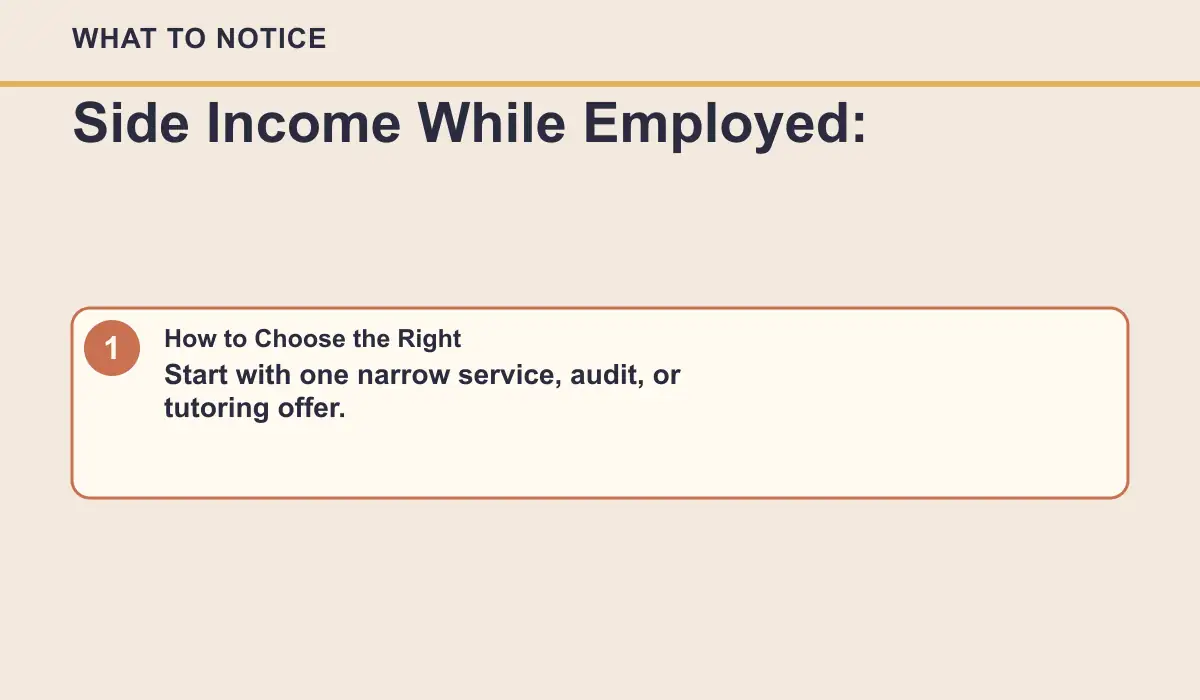 WHAT TO NOTICE
Side Income While Employed:
1
How to Choose the Right
Start with one narrow service, audit, or
tutoring offer.